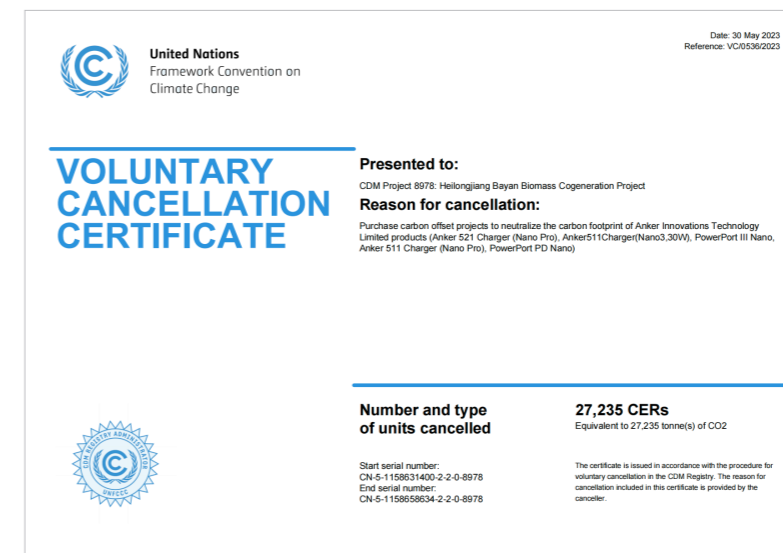 Date: 30 May 2023
Reference: VC/0536/2023
United Nations
Framework Convention on
Climate Change
VOLUNTARY
CANCELLATION
CERTIFICATE
Presented to:
CDM Project 8978: Heilongjiang Bayan Biomass Cogeneration Project
Reason for cancellation:
Purchase carbon offset projects to neutralize the carbon footprint of Anker Innovations Technology
Limited products (Anker 521 Charger (Nano Pro), Anker511Charger(Nano3,30W), PowerPort III Nano,
Anker 511 Charger (Nano Pro), PowerPort PD Nano)
Number and type
of units cancelled
27,235 CERs
Equivalent to 27,235 tonne(s) of CO2
Start serial number:
CN-5-1158631400-2-2-0-8978
End serial number:
CN-5-1158658634-2-2-0-8978
The certificate is issued in accordance with the procedure for
voluntary cancellation in the CDM Registry. The reason for
cancellation included in this certificate is provided by the
canceller.
CDM REGISTRY ADMINISTRATOR
UNFCCC